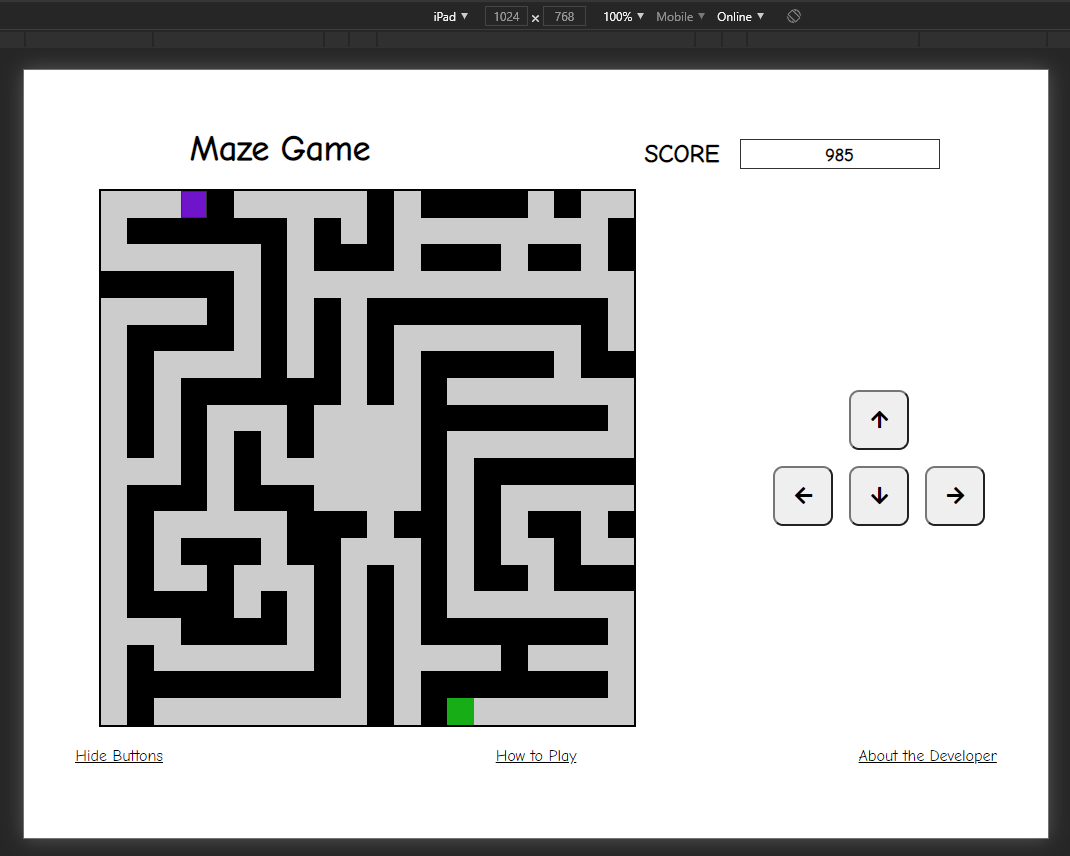 iPad ▼ 1024 × 768 100% ▼ Mobile ▼ Online ▼
Maze Game
SCORE 985
↑
← ↓ →
Hide Buttons How to Play About the Developer